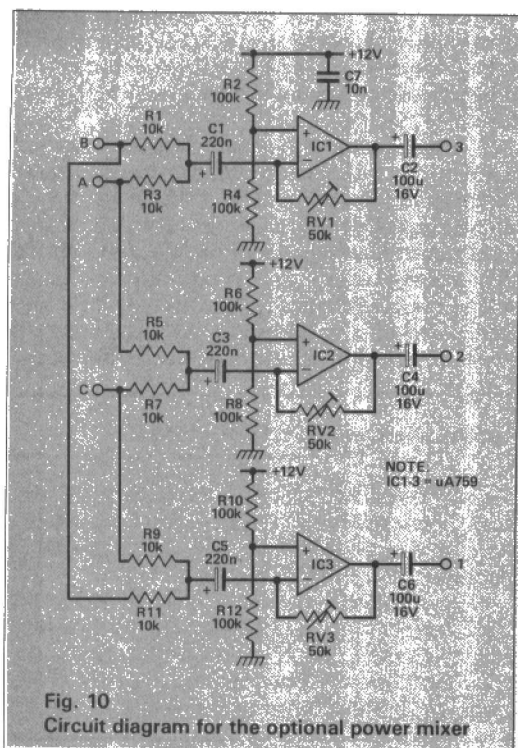 +12V
R2
100k
C7
10n
B
R1
10k
C1
220n
+
+
−
IC1
+
3
C2
100u
16V
A
R3
10k
R4
100k
RV1
50k
+12V
R6
100k
R5
10k
C3
220n
+
+
−
IC2
+
2
C4
100u
16V
C
R7
10k
R8
100k
RV2
50k
+12V
NOTE.
IC1-3 = uA759
R10
100k
R9
10k
C5
220n
+
+
−
IC3
+
1
C6
100u
16V
R11
10k
R12
100k
RV3
50k
Fig. 10
Circuit diagram for the optional power mixer